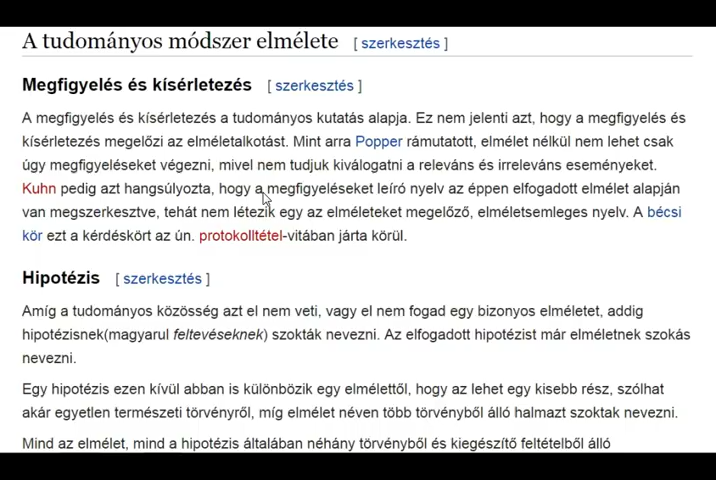 A tudományos módszer elmélete [ szerkesztés ]
Megfigyelés és kísérletezés [ szerkesztés ]
A megfigyelés és kísérletezés a tudományos kutatás alapja. Ez nem jelenti azt, hogy a megfigyelés és
kísérletezés megelőzi az elméletalkotást. Mint arra Popper rámutatott, elmélet nélkül nem lehet csak
úgy megfigyeléseket végezni, mivel nem tudjuk kiválogatni a releváns és irreleváns eseményeket.
Kuhn pedig azt hangsúlyozta, hogy a megfigyeléseket leíró nyelv az éppen elfogadott elmélet alapján
van megszerkesztve, tehát nem létezik egy az elméleteket megelőző, elméletsemleges nyelv. A bécsi
kör ezt a kérdéskört az ún. protokolltétel-vitában járta körül.
Hipotézis [ szerkesztés ]
Amíg a tudományos közösség azt el nem veti, vagy el nem fogad egy bizonyos elméletet, addig
hipotézisnek(magyarul feltevéseknek) szokták nevezni. Az elfogadott hipotézist már elméletnek szokás
nevezni.
Egy hipotézis ezen kívül abban is különbözik egy elmélettől, hogy az lehet egy kisebb rész, szólhat
akár egyetlen természeti törvényről, míg elmélet néven több törvényből álló halmazt szoktak nevezni.
Mind az elmélet, mind a hipotézis általában néhány törvényből és kiegészítő feltételből álló